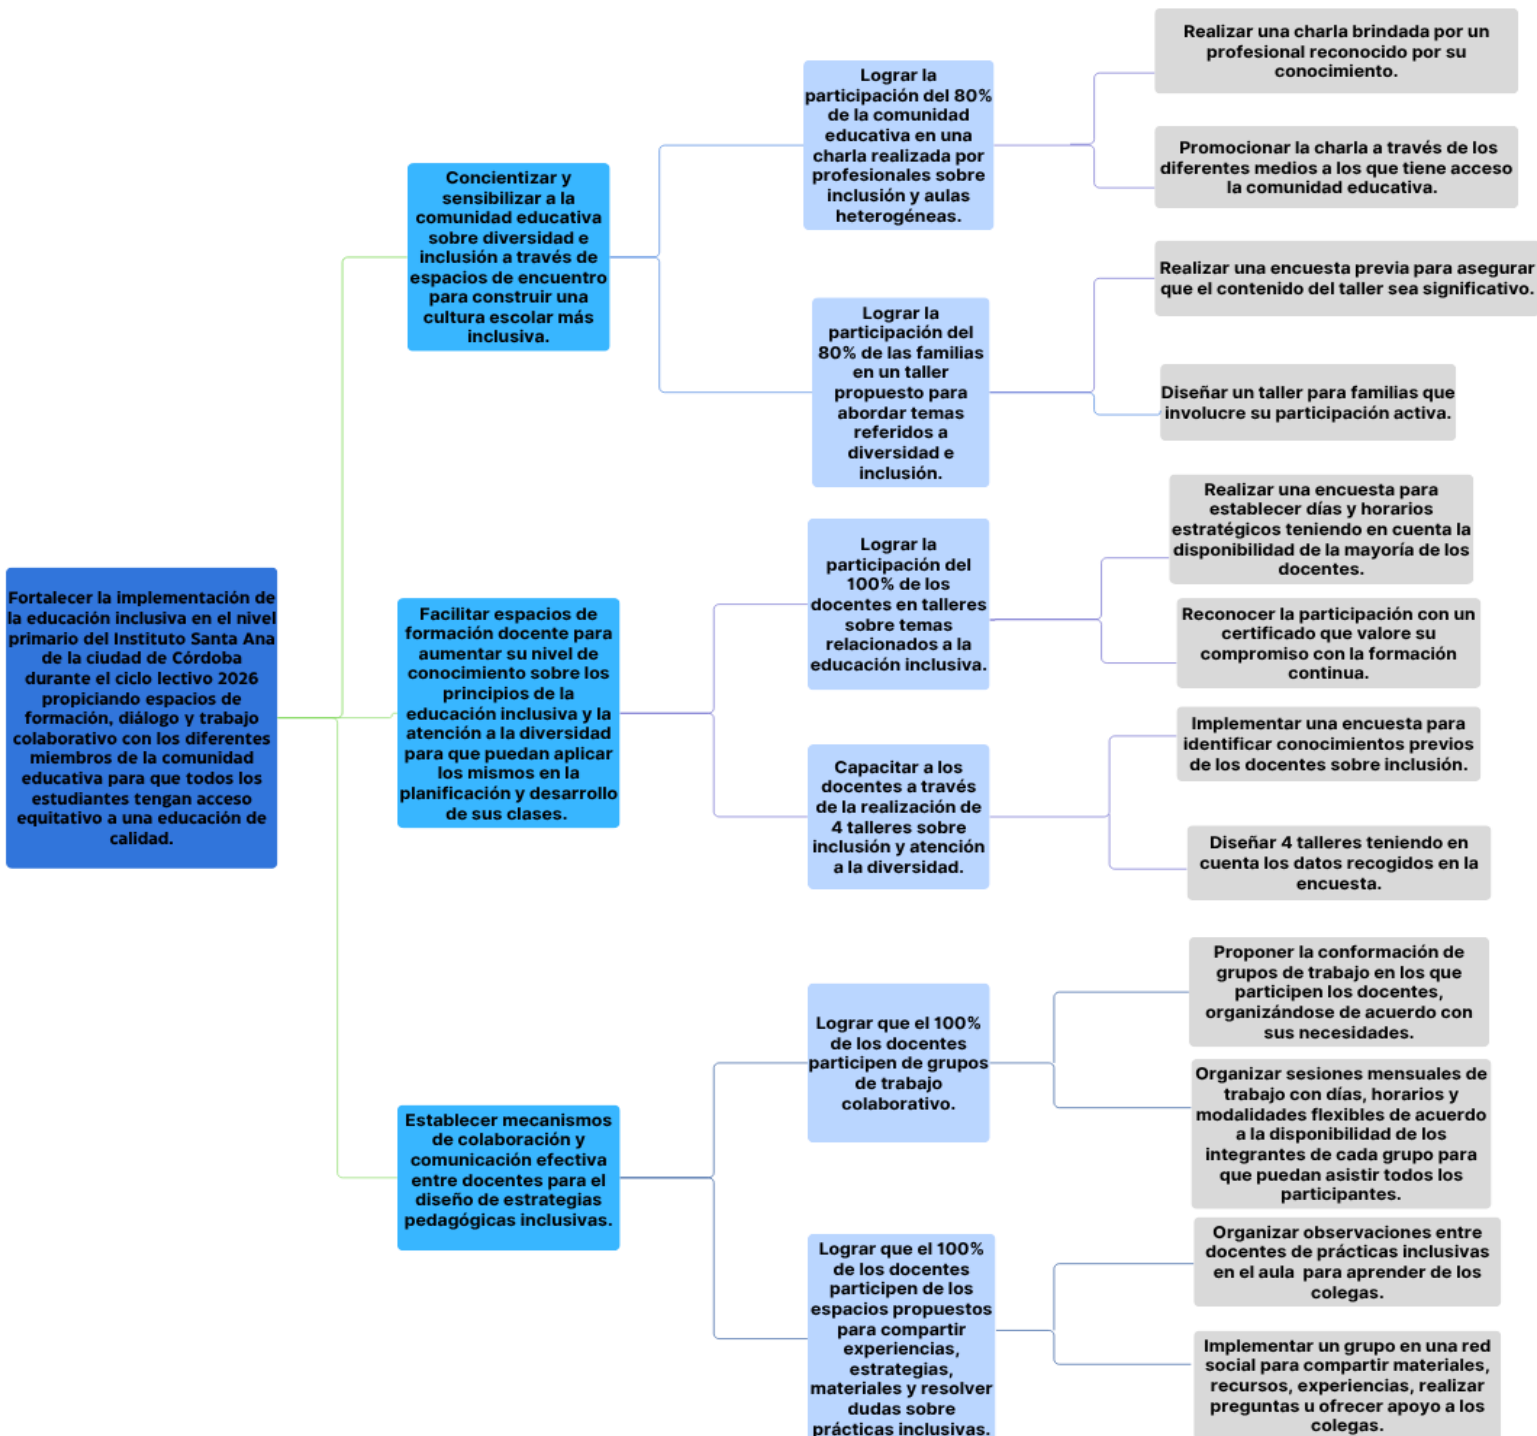 Fortalecer la implementación de
la educación inclusiva en el nivel
primario del Instituto Santa Ana
de la ciudad de Córdoba
durante el ciclo lectivo 2026
propiciando espacios de
formación, diálogo y trabajo
colaborativo con los diferentes
miembros de la comunidad
educativa para que todos los
estudiantes tengan acceso
equitativo a una educación de
calidad.
Concientizar y
sensibilizar a la
comunidad educativa
sobre diversidad e
inclusión a través de
espacios de encuentro
para construir una
cultura escolar más
inclusiva.
Lograr la
participación del 80%
de la comunidad
educativa en una
charla realizada por
profesionales sobre
inclusión y aulas
heterogéneas.
Realizar una charla brindada por un
profesional reconocido por su
conocimiento.
Promocionar la charla a través de los
diferentes medios a los que tiene acceso
la comunidad educativa.
Lograr la
participación del
80% de las familias
en un taller
propuesto para
abordar temas
referidos a
diversidad e
inclusión.
Realizar una encuesta previa para asegurar
que el contenido del taller sea significativo.
Diseñar un taller para familias que
involucre su participación activa.
Facilitar espacios de
formación docente para
aumentar su nivel de
conocimiento sobre los
principios de la
educación inclusiva y la
atención a la diversidad
para que puedan aplicar
los mismos en la
planificación y desarrollo
de sus clases.
Lograr la
participación del
100% de los
docentes en talleres
sobre temas
relacionados a la
educación inclusiva.
Realizar una encuesta para
establecer días y horarios
estratégicos teniendo en cuenta la
disponibilidad de la mayoría de los
docentes.
Reconocer la participación con un
certificado que valore su
compromiso con la formación
continua.
Capacitar a los
docentes a través
de la realización de
4 talleres sobre
inclusión y atención
a la diversidad.
Implementar una encuesta para
identificar conocimientos previos
de los docentes sobre inclusión.
Diseñar 4 talleres teniendo en
cuenta los datos recogidos en la
encuesta.
Establecer mecanismos
de colaboración y
comunicación efectiva
entre docentes para el
diseño de estrategias
pedagógicas inclusivas.
Lograr que el 100%
de los docentes
participen de grupos
de trabajo
colaborativo.
Proponer la conformación de
grupos de trabajo en los que
participen los docentes,
organizándose de acuerdo con
sus necesidades.
Organizar sesiones mensuales de
trabajo con días, horarios y
modalidades flexibles de acuerdo
a la disponibilidad de los
integrantes de cada grupo para
que puedan asistir todos los
participantes.
Lograr que el 100%
de los docentes
participen de los
espacios propuestos
para compartir
experiencias,
estrategias,
materiales y resolver
dudas sobre
prácticas inclusivas.
Organizar observaciones entre
docentes de prácticas inclusivas
en el aula para aprender de los
colegas.
Implementar un grupo en una red
social para compartir materiales,
recursos, experiencias, realizar
preguntas u ofrecer apoyo a los
colegas.